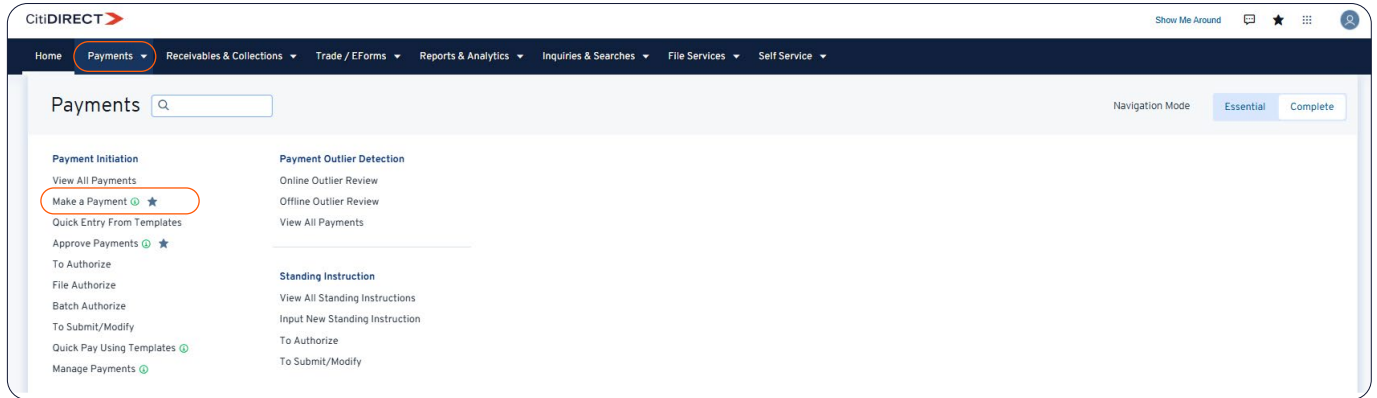 CitiDIRECT
Show Me Around
Home Payments Receivables & Collections Trade / EForms Reports & Analytics Inquiries & Searches File Services Self Service
Payments
Navigation Mode Essential Complete
Payment Initiation
View All Payments
Make a Payment
Quick Entry From Templates
Approve Payments
To Authorize
File Authorize
Batch Authorize
To Submit/Modify
Quick Pay Using Templates
Manage Payments
Payment Outlier Detection
Online Outlier Review
Offline Outlier Review
View All Payments
Standing Instruction
View All Standing Instructions
Input New Standing Instruction
To Authorize
To Submit/Modify